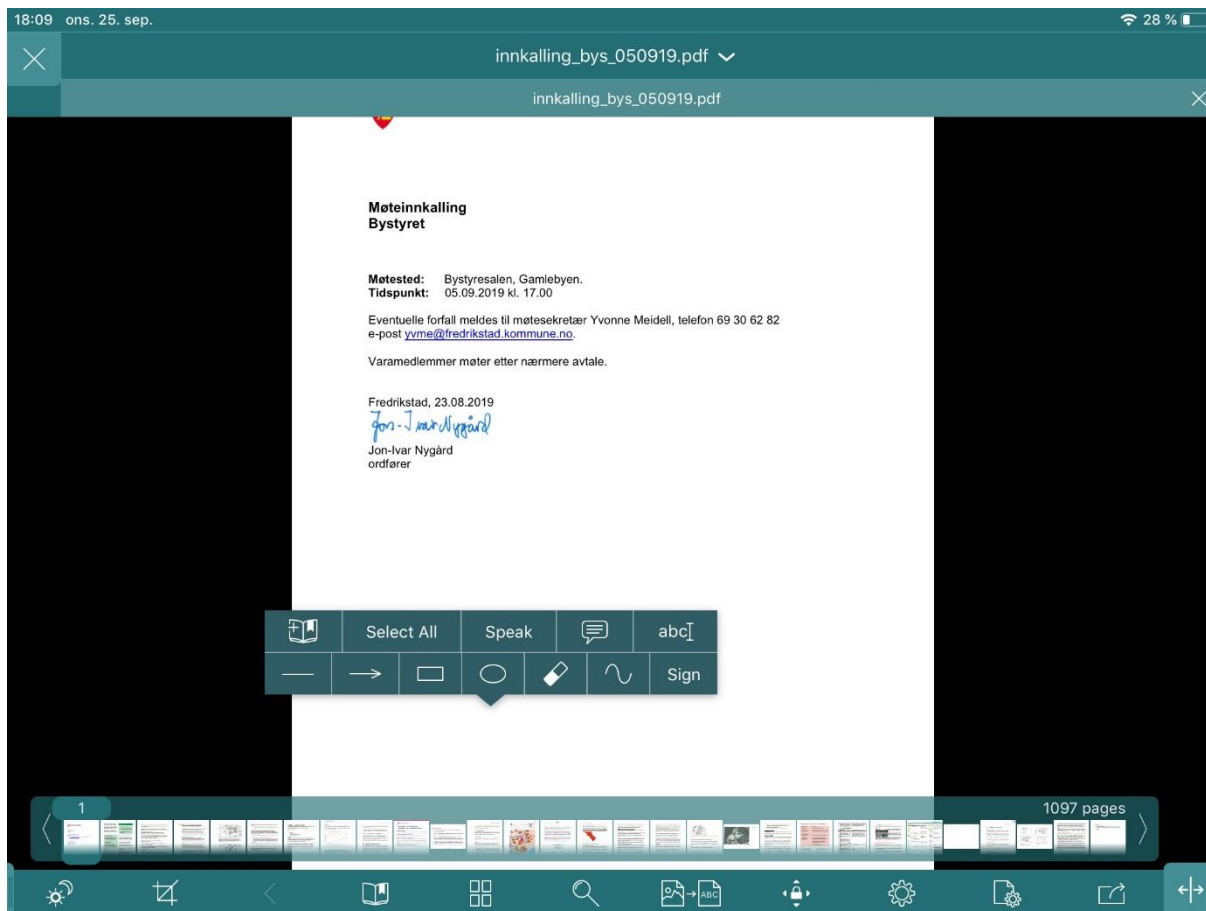 18:09 ons. 25. sep. 28 %
innkalling_bys_050919.pdf
innkalling_bys_050919.pdf
Møteinnkalling
Bystyret
Møtested: Bystyresalen, Gamlebyen.
Tidspunkt: 05.09.2019 kl. 17.00
Eventuelle forfall meldes til møtesekretær Yvonne Meidell, telefon 69 30 62 82
e-post yvme@fredrikstad.kommune.no.
Varamedlemmer møter etter nærmere avtale.
Fredrikstad, 23.08.2019
Jon-Ivar Nygård
Jon-Ivar Nygård
ordfører
Select All Speak abc
Sign
1 1097 pages
ABC